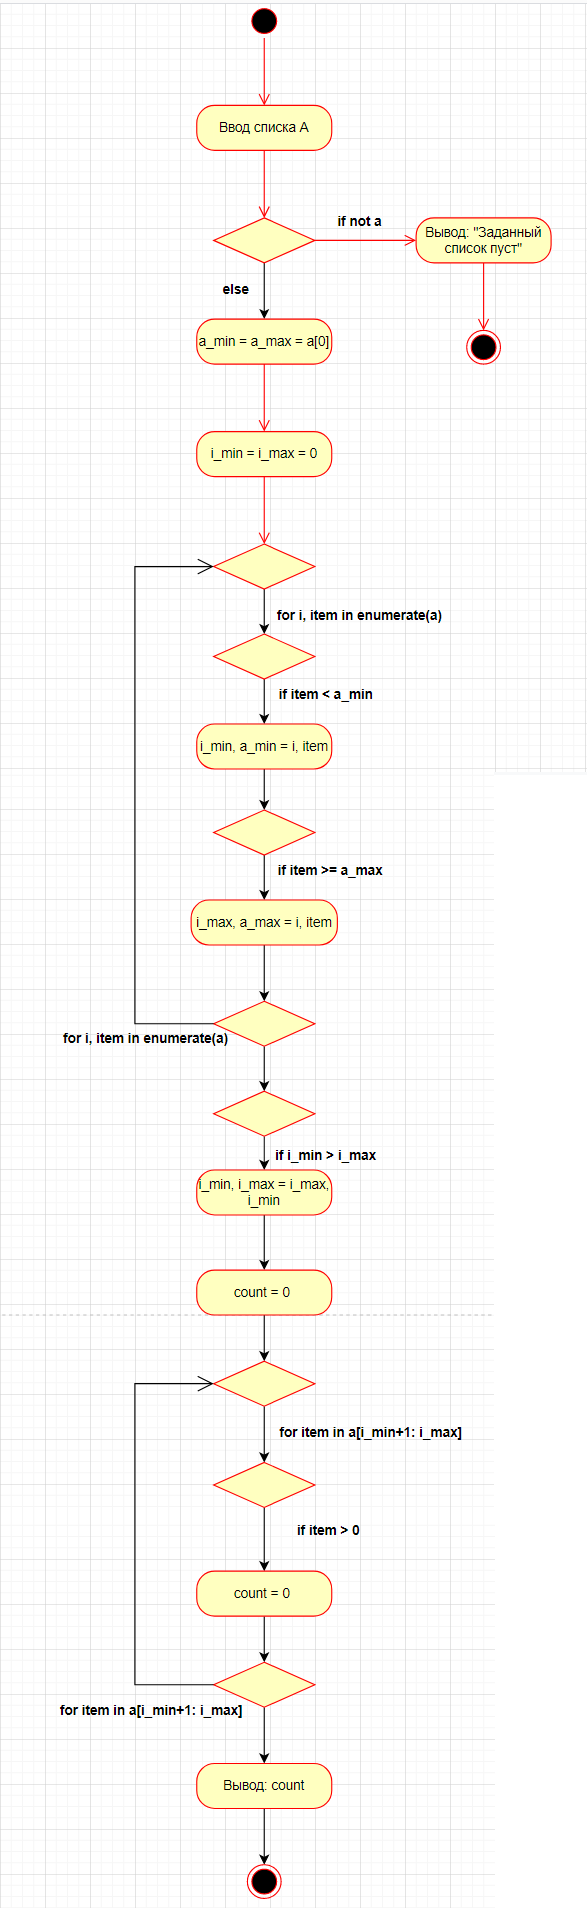 Ввод списка А
if not a
Вывод: "Заданный
список пуст"
else
a_min = a_max = a[0]
i_min = i_max = 0
for i, item in enumerate(a)
if item < a_min
i_min, a_min = i, item
if item >= a_max
i_max, a_max = i, item
for i, item in enumerate(a)
if i_min > i_max
i_min, i_max = i_max,
i_min
count = 0
for item in a[i_min+1: i_max]
if item > 0
count = 0
for item in a[i_min+1: i_max]
Вывод: count